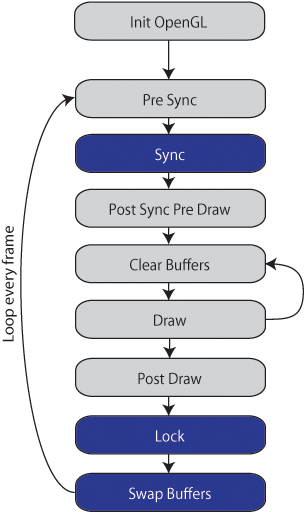 Init OpenGL
Pre Sync
Sync
Post Sync Pre Draw
Clear Buffers
Draw
Post Draw
Lock
Swap Buffers
Loop every frame